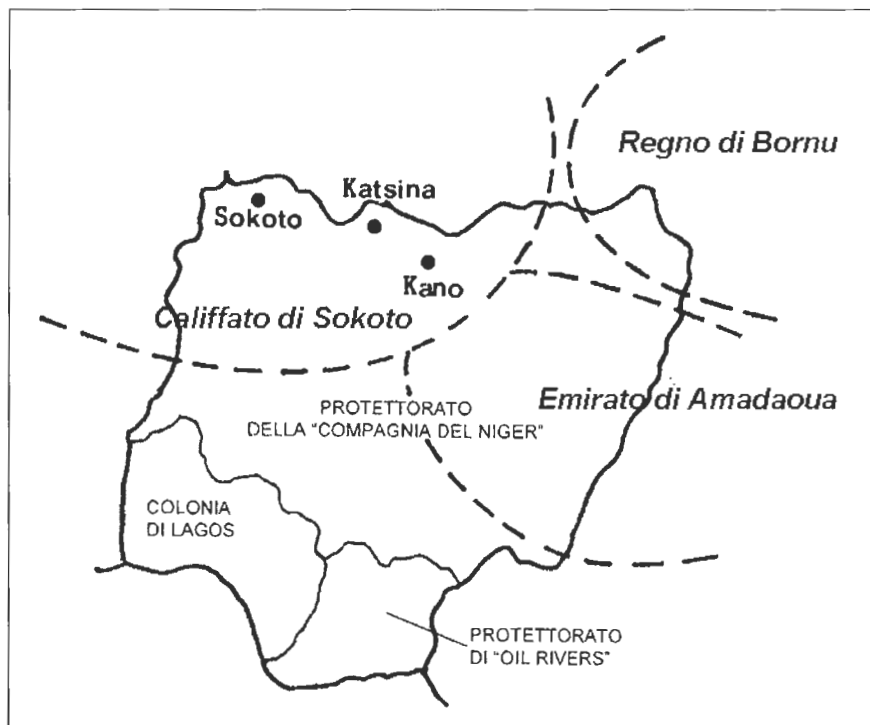 Regno di Bornu
Katsina
Sokoto
Kano
Califfato di Sokoto
PROTETTORATO
DELLA "COMPAGNIA DEL NIGER"
Emirato di Amadaoua
COLONIA
DI LAGOS
PROTETTORATO
DI "OIL RIVERS"